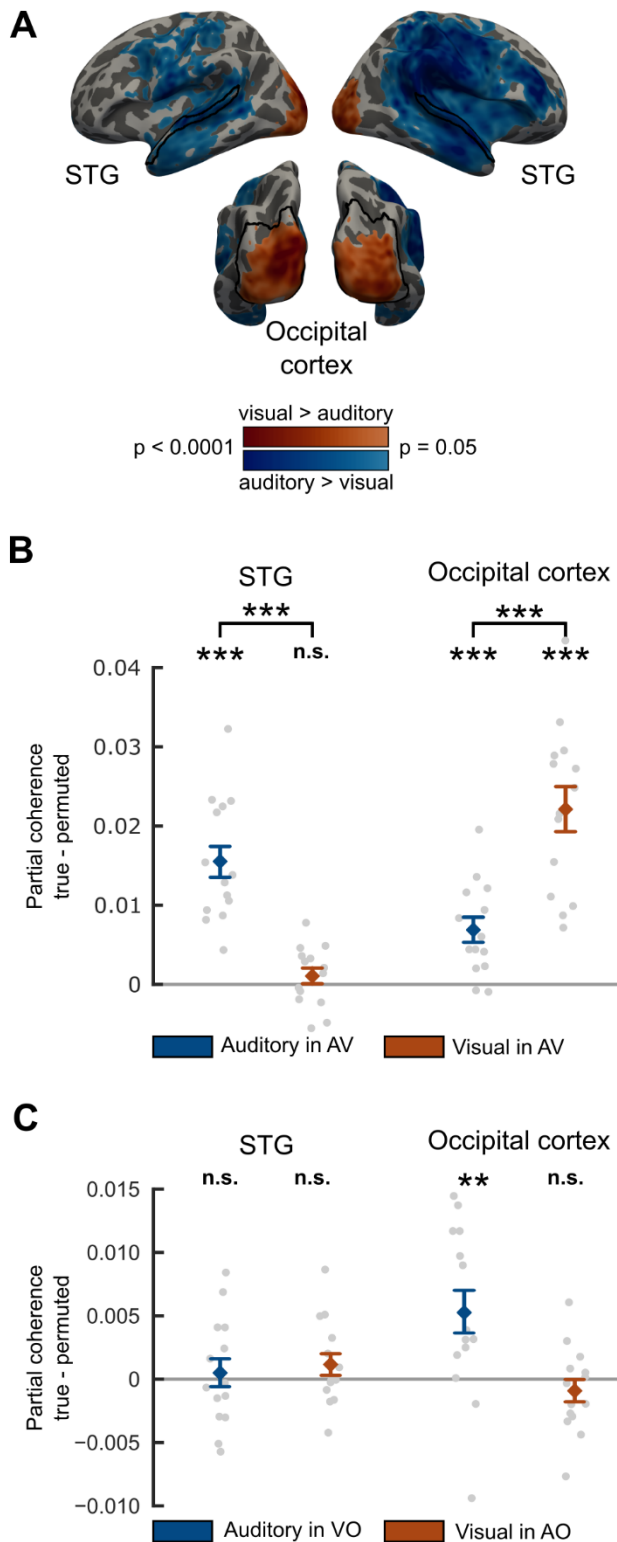 A
STG
STG
Occipital
cortex
visual > auditory
p < 0.0001
p = 0.05
auditory > visual
B
STG
Occipital cortex
***
***
***
n.s.
***
***
Partial coherence
true - permuted
0.04
0.03
0.02
0.01
0
Auditory in AV
Visual in AV
C
STG
Occipital cortex
n.s.
n.s.
**
n.s.
Partial coherence
true - permuted
0.015
0.010
0.005
0
−0.005
−0.010
Auditory in VO
Visual in AO